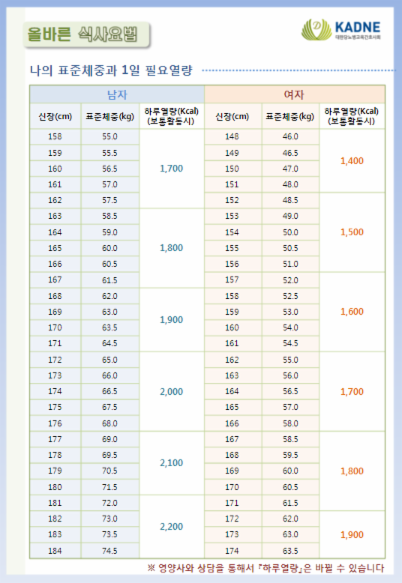 올바른 식사요법
KADNE
대한당뇨병교육간호사회
나의 표준체중과 1일 필요열량
남자 여자
신장(cm) 표준체중(kg) 하루열량(Kcal) (보통활동시) 신장(cm) 표준체중(kg) 하루열량(Kcal) (보통활동시)
158 55.0 148 46.0
159 55.5 149 46.5
1,400
160 56.5 1,700 150 47.0
161 57.0 151 48.0
162 57.5 152 48.5
163 58.5 153 49.0
164 59.0 154 50.0 1,500
165 60.0 1,800 155 50.5
166 60.5 156 51.0
167 61.5 157 52.0
168 62.0 158 52.5
169 63.0 1,900 159 53.0 1,600
170 63.5 160 54.0
171 64.5 161 54.5
172 65.0 162 55.0
173 66.0 163 56.0
174 66.5 2,000 164 56.5 1,700
175 67.5 165 57.0
176 68.0 166 58.0
177 69.0 167 58.5
178 69.5 2,100 168 59.5
179 70.5 169 60.0 1,800
180 71.5 170 60.5
181 72.0 171 61.5
182 73.0 2,200 172 62.0
183 73.5 173 63.0 1,900
184 74.5 174 63.5
※ 영양사와 상담을 통해서 『하루열량』은 바뀔 수 있습니다